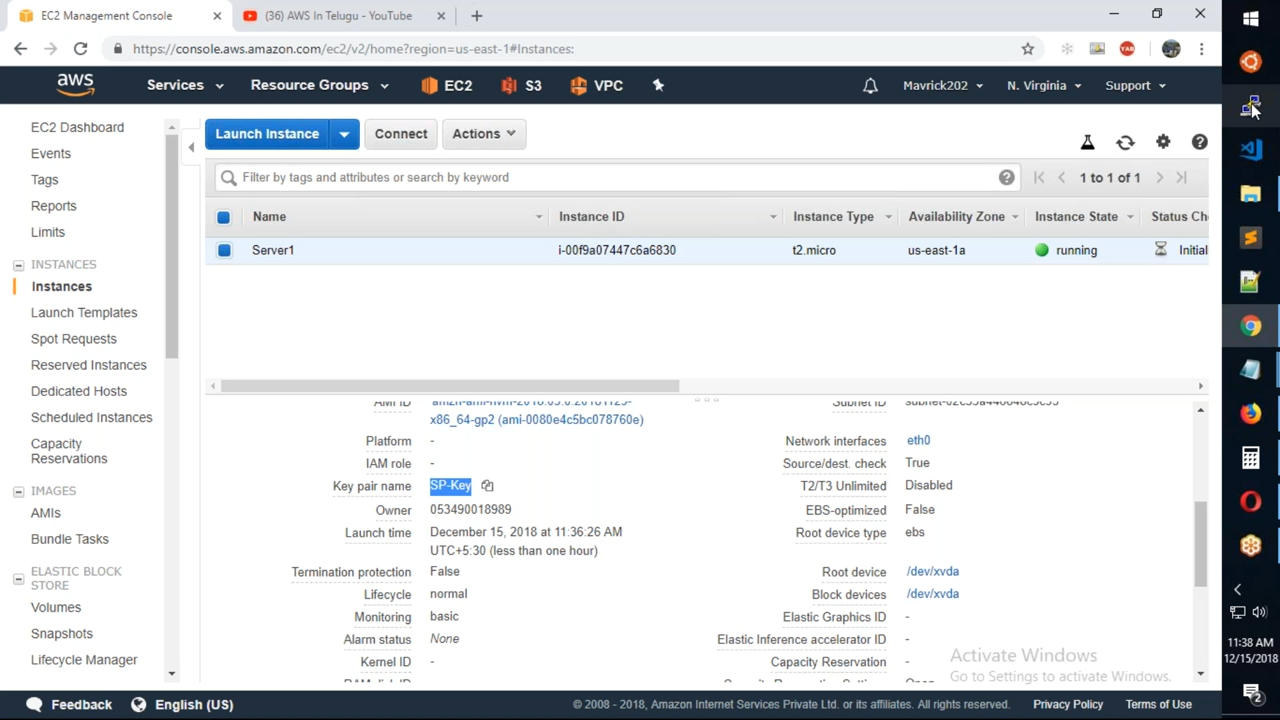 EC2 Management Console
(36) AWS In Telugu - YouTube
https://console.aws.amazon.com/ec2/v2/home?region=us-east-1#Instances:
aws
Services
Resource Groups
EC2
S3
VPC
Mavrick202
N. Virginia
Support
EC2 Dashboard
Events
Tags
Reports
Limits
INSTANCES
Instances
Launch Templates
Spot Requests
Reserved Instances
Dedicated Hosts
Scheduled Instances
Capacity
Reservations
IMAGES
AMIs
Bundle Tasks
ELASTIC BLOCK
STORE
Volumes
Snapshots
Lifecycle Manager
Launch Instance
Connect
Actions
Filter by tags and attributes or search by keyword
1 to 1 of 1
Name Instance ID Instance Type Availability Zone Instance State Status Che
Server1 i-00f9a07447c6a6830 t2.micro us-east-1a running Initial
AMI ID
x86_64-gp2 (ami-0080e4c5bc078760e)
Platform -
IAM role -
Key pair name SP-Key
Owner 053490018989
Launch time December 15, 2018 at 11:36:26 AM
UTC+5:30 (less than one hour)
Termination protection False
Lifecycle normal
Monitoring basic
Alarm status None
Kernel ID -
Subnet ID
Network interfaces eth0
Source/dest. check True
T2/T3 Unlimited Disabled
EBS-optimized False
Root device type ebs
Root device /dev/xvda
Block devices /dev/xvda
Elastic Graphics ID -
Elastic Inference accelerator ID -
Capacity Reservation -
Activate Windows
Go to Settings to activate Windows.
Feedback
English (US)
© 2008 - 2018, Amazon Internet Services Private Ltd. or its affiliates. All rights reserved.
Privacy Policy
Terms of Use
YAB
11:38 AM
12/15/2018
2